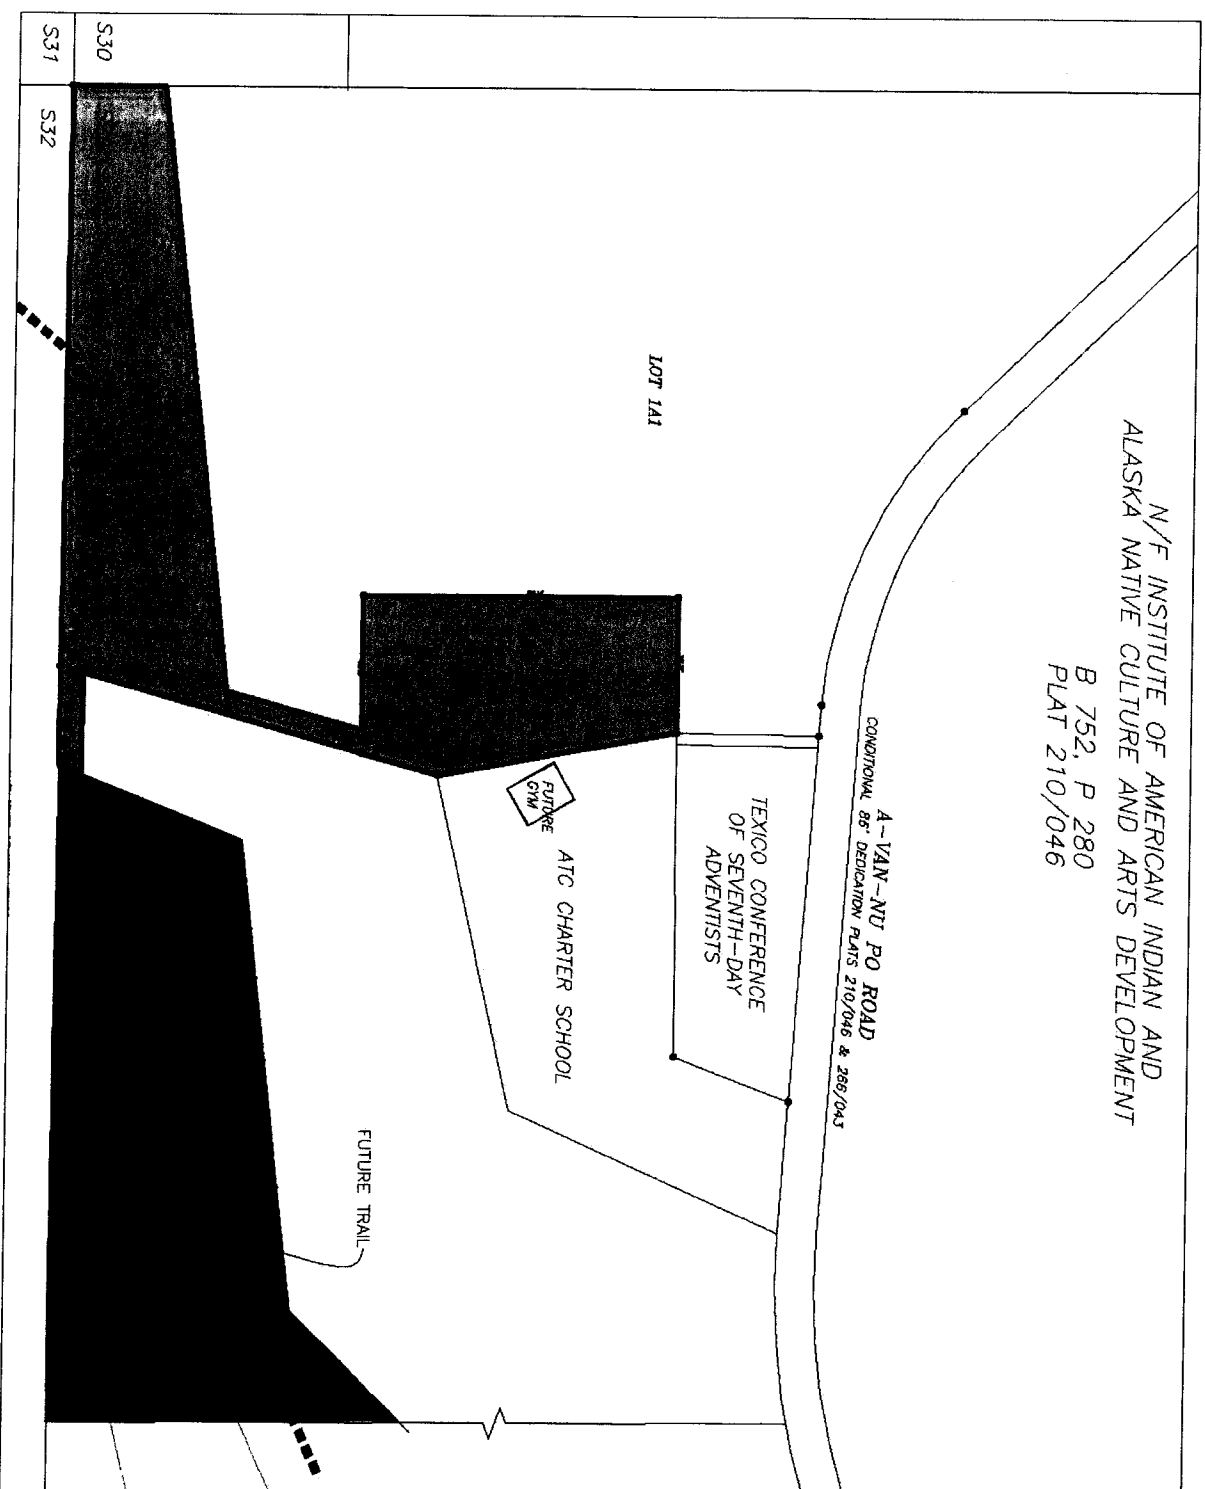 N/F INSTITUTE OF AMERICAN INDIAN AND
ALASKA NATIVE CULTURE AND ARTS DEVELOPMENT
B 752, P 280
PLAT 210/046
A-VAN-NU PO ROAD
CONDITIONAL 86' DEDICATION PLATS 210/046 & 266/043
TEXICO CONFERENCE
OF SEVENTH-DAY
ADVENTISTS
LOT 1A1
ATC CHARTER SCHOOL
FUTURE
GYM
FUTURE TRAIL
S30
S31
S32